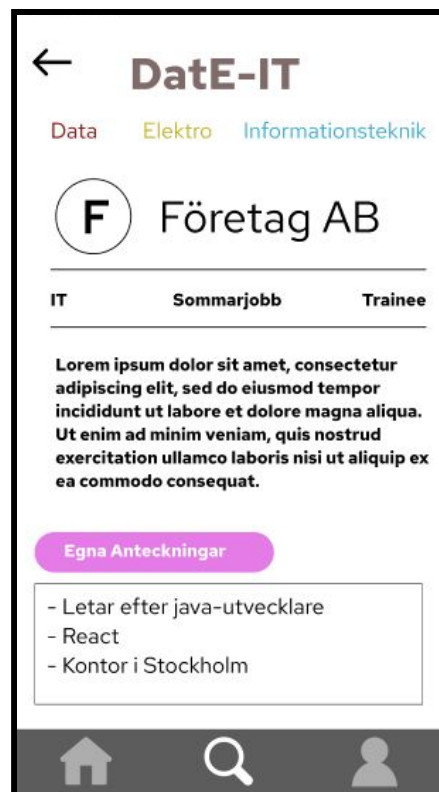 DatE-IT
Data Elektro Informationsteknik
F Företag AB
IT Sommarjobb Trainee
Lorem ipsum dolor sit amet, consectetur
adipiscing elit, sed do eiusmod tempor
incididunt ut labore et dolore magna aliqua.
Ut enim ad minim veniam, quis nostrud
exercitation ullamco laboris nisi ut aliquip ex
ea commodo consequat.
Egna Anteckningar
- Letar efter java-utvecklare
- React
- Kontor i Stockholm